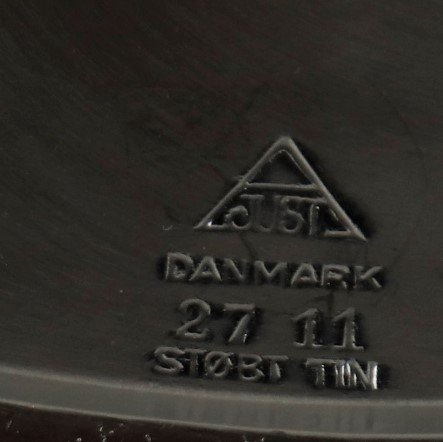 JUST
DANMARK
27 11
STØBT TIN